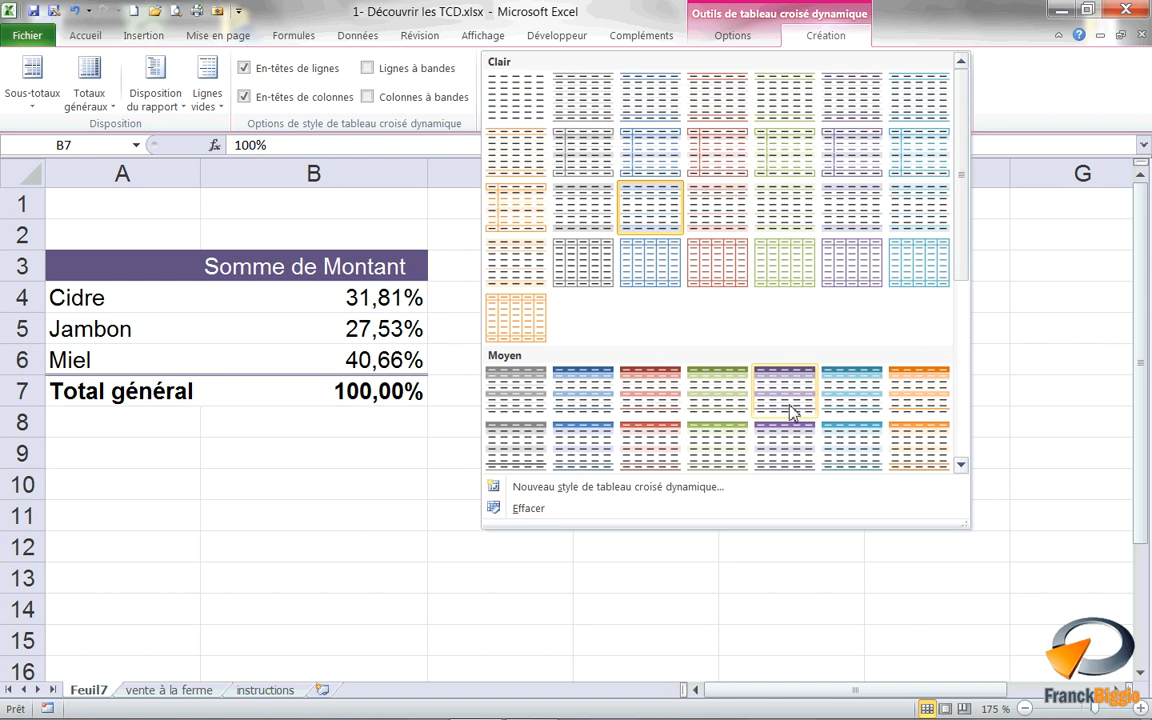 1- Découvrir les TCD.xlsx - Microsoft Excel
Outils de tableau croisé dynamique
Fichier Accueil Insertion Mise en page Formules Données Révision Affichage Développeur Compléments Options Création
Sous-totaux
Totaux généraux
Disposition du rapport
Lignes vides
En-têtes de lignes
Lignes à bandes
En-têtes de colonnes
Colonnes à bandes
Disposition
Options de style de tableau croisé dynamique
Clair
B7 fx 100%
A B G
1
2
3 Somme de Montant
4 Cidre 31,81%
5 Jambon 27,53%
6 Miel 40,66%
7 Total général 100,00%
8
9
10
11
12
13
14
15
16
Moyen
Nouveau style de tableau croisé dynamique...
Effacer
FranckBiggio
Feuil7 vente à la ferme instructions
Prêt 175 %